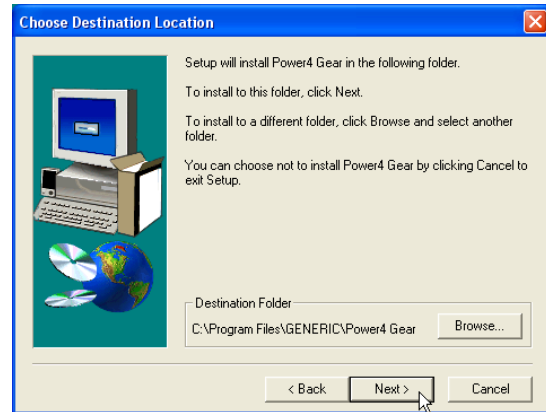 Choose Destination Location
Setup will install Power4 Gear in the following folder.
To install to this folder, click Next.
To install to a different folder, click Browse and select another
folder.
You can choose not to install Power4 Gear by clicking Cancel to
exit Setup.
Destination Folder
C:\Program Files\GENERIC\Power4 Gear
Browse...
< Back
Next >
Cancel